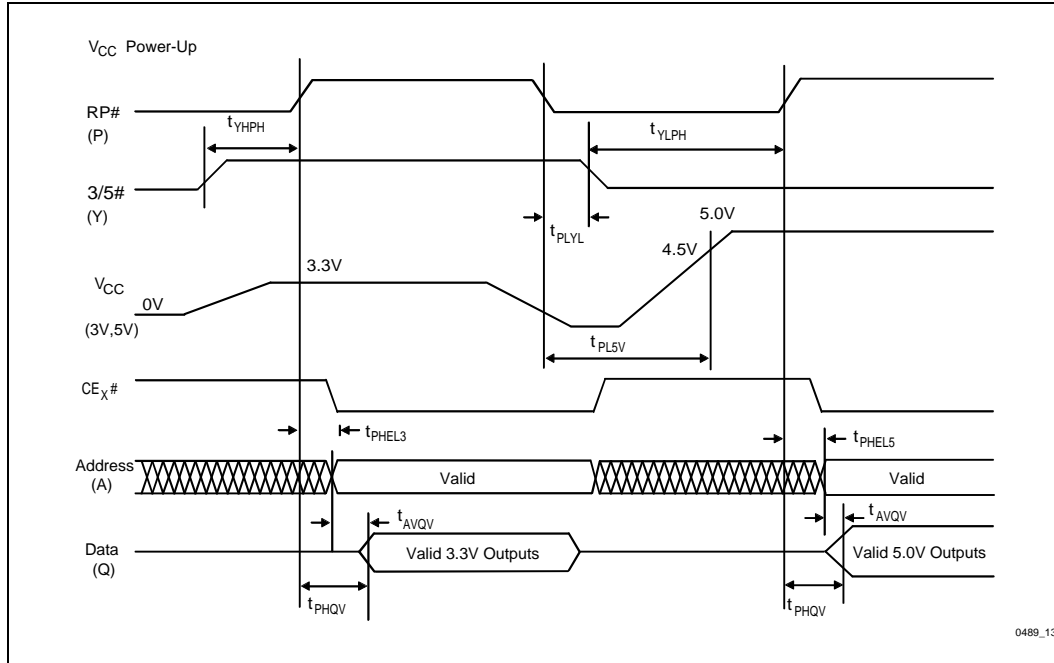 VCC Power-Up
RP#
(P)
tYHPH
tYLPH
3/5#
(Y)
tPLYL
5.0V
4.5V
3.3V
VCC
0V
(3V,5V)
tPL5V
CEX#
tPHEL3
tPHEL5
Address
(A)
Valid
Valid
tAVQV
tAVQV
Data
(Q)
Valid 3.3V Outputs
Valid 5.0V Outputs
tPHQV
tPHQV
0489_13